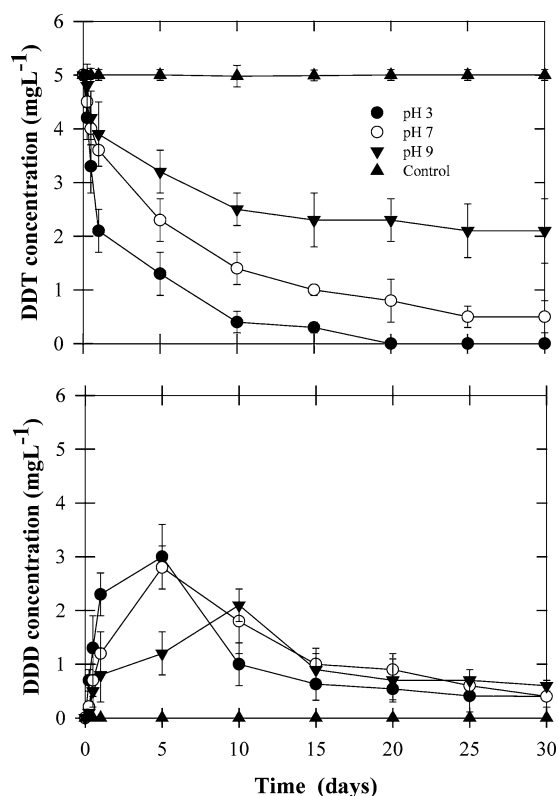 DDT concentration (mgL-1)
6
5
4
3
2
1
0
pH 3
pH 7
pH 9
Control
DDD concentration (mgL-1)
6
5
4
3
2
1
0
0 5 10 15 20 25 30
Time (days)